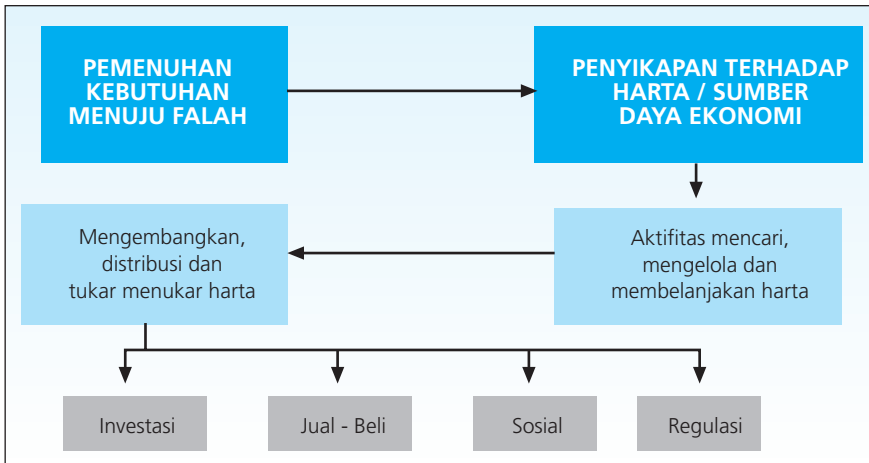 PEMENUHAN
KEBUTUHAN
MENUJU FALAH
PENYIKAPAN TERHADAP
HARTA / SUMBER
DAYA EKONOMI
Mengembangkan,
distribusi dan
tukar menukar harta
Aktifitas mencari,
mengelola dan
membelanjakan harta
Investasi
Jual - Beli
Sosial
Regulasi